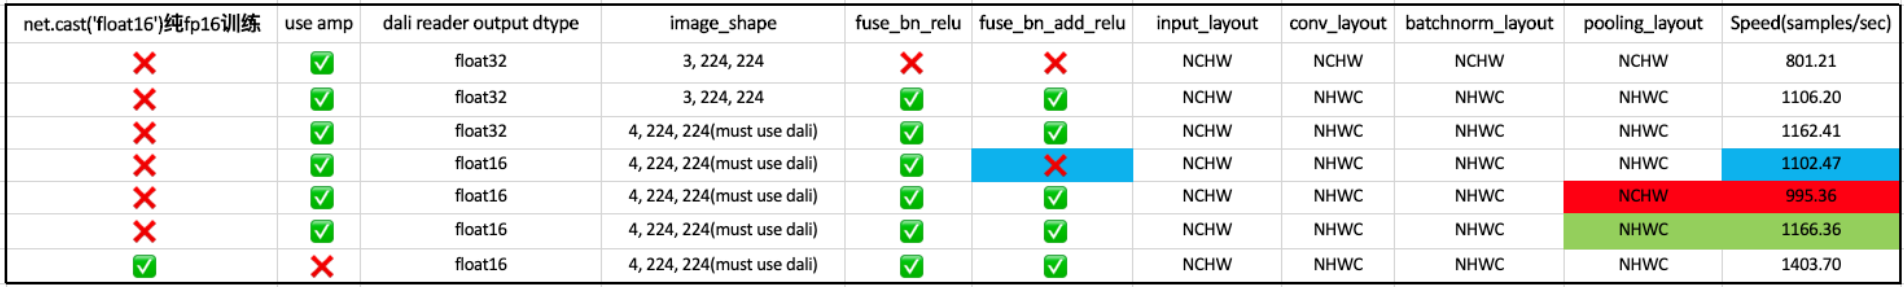 net.cast('float16')纯fp16训练 use amp dali reader output dtype image_shape fuse_bn_relu fuse_bn_add_relu input_layout conv_layout batchnorm_layout pooling_layout Speed(samples/sec)
❌ ✅ float32 3, 224, 224 ❌ ❌ NCHW NCHW NCHW NCHW 801.21
❌ ✅ float32 3, 224, 224 ✅ ✅ NCHW NHWC NHWC NHWC 1106.20
❌ ✅ float32 4, 224, 224(must use dali) ✅ ✅ NCHW NHWC NHWC NHWC 1162.41
❌ ✅ float16 4, 224, 224(must use dali) ✅ ❌ NCHW NHWC NHWC NHWC 1102.47
❌ ✅ float16 4, 224, 224(must use dali) ✅ ✅ NCHW NHWC NHWC NCHW 995.36
❌ ✅ float16 4, 224, 224(must use dali) ✅ ✅ NCHW NHWC NHWC NHWC 1166.36
✅ ❌ float16 4, 224, 224(must use dali) ✅ ✅ NCHW NHWC NHWC NHWC 1403.70